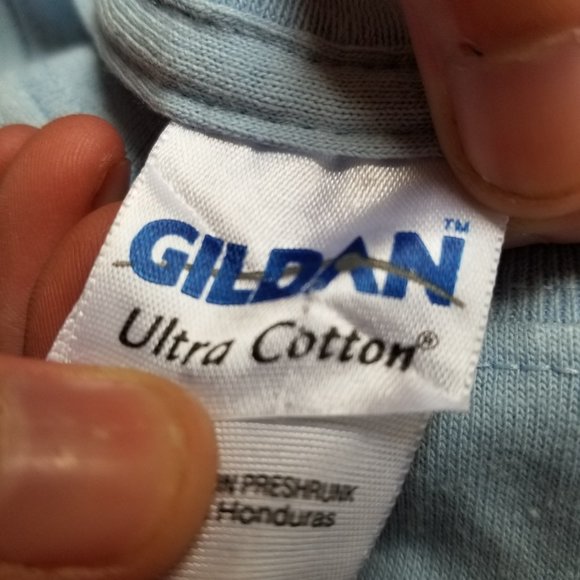 GILDAN™
Ultra Cotton®
PRESHRUNK
Honduras